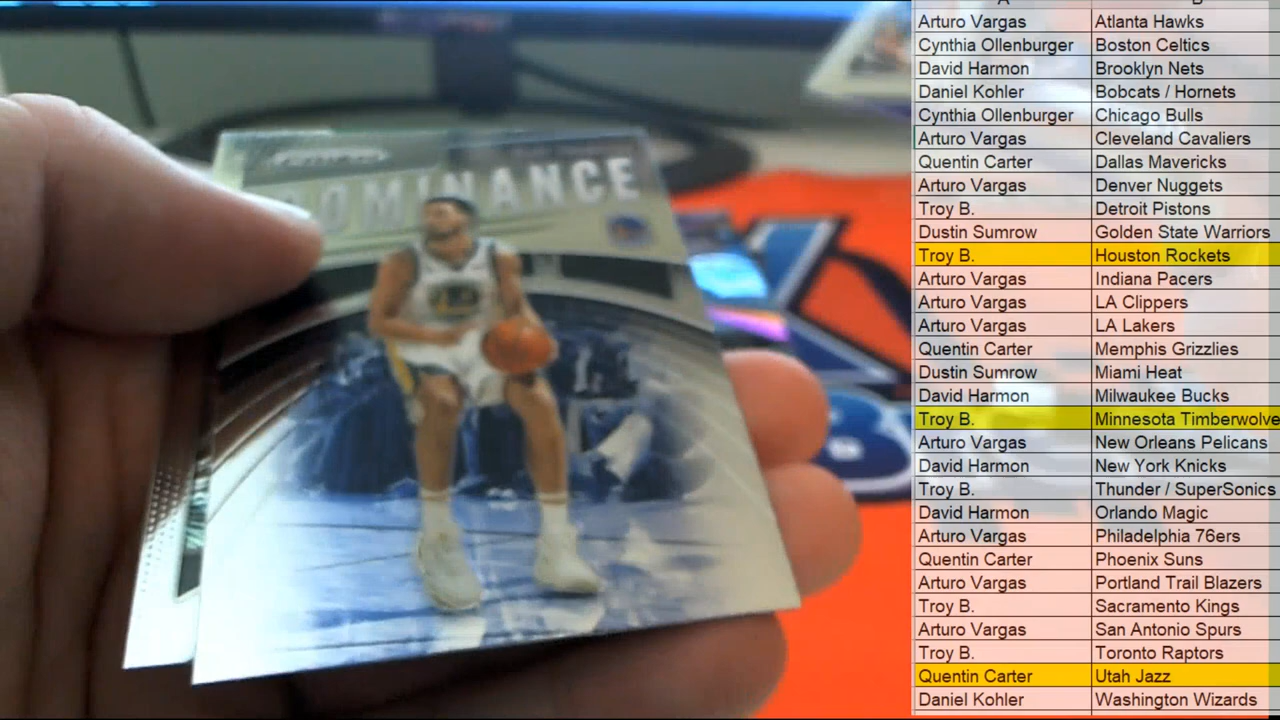 A B
Arturo Vargas Atlanta Hawks
Cynthia Ollenburger Boston Celtics
David Harmon Brooklyn Nets
Daniel Kohler Bobcats / Hornets
Cynthia Ollenburger Chicago Bulls
Arturo Vargas Cleveland Cavaliers
Quentin Carter Dallas Mavericks
Arturo Vargas Denver Nuggets
Troy B. Detroit Pistons
Dustin Sumrow Golden State Warriors
Troy B. Houston Rockets
Arturo Vargas Indiana Pacers
Arturo Vargas LA Clippers
Arturo Vargas LA Lakers
Quentin Carter Memphis Grizzlies
Dustin Sumrow Miami Heat
David Harmon Milwaukee Bucks
Troy B. Minnesota Timberwolve
Arturo Vargas New Orleans Pelicans
David Harmon New York Knicks
Troy B. Thunder / SuperSonics
David Harmon Orlando Magic
Arturo Vargas Philadelphia 76ers
Quentin Carter Phoenix Suns
Arturo Vargas Portland Trail Blazers
Troy B. Sacramento Kings
Arturo Vargas San Antonio Spurs
Troy B. Toronto Raptors
Quentin Carter Utah Jazz
Daniel Kohler Washington Wizards
PRIZM
DOMINANCE